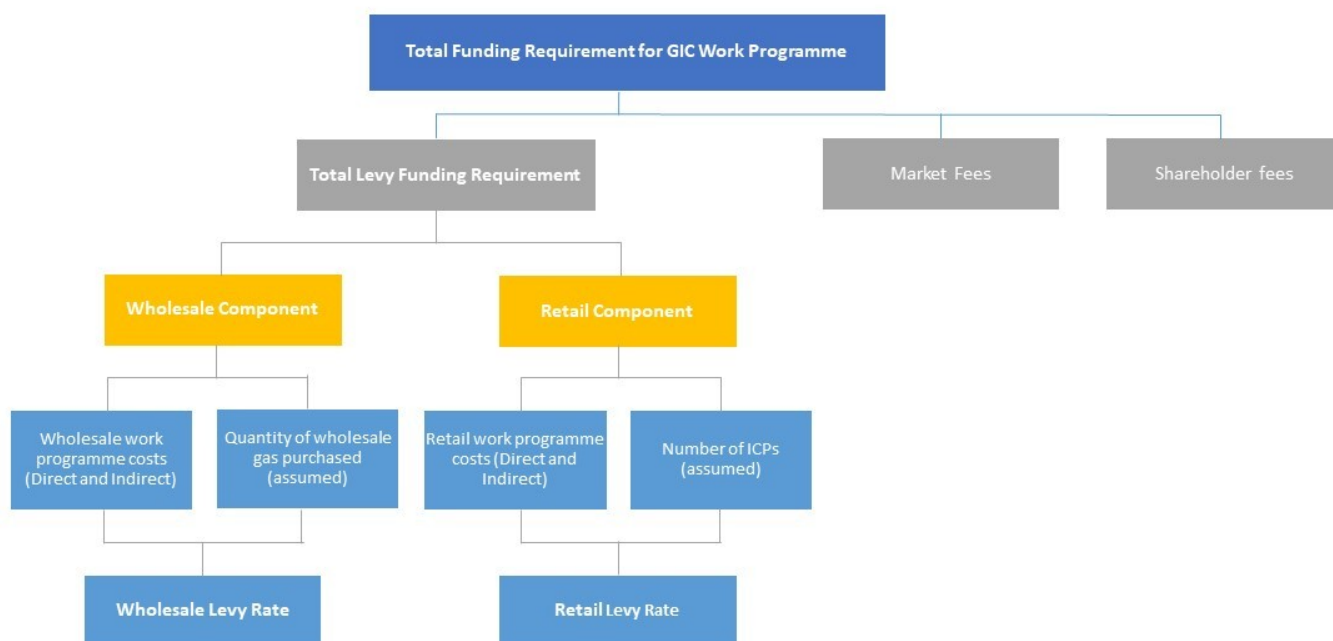 Total Funding Requirement for GIC Work Programme
Total Levy Funding Requirement
Market Fees
Shareholder fees
Wholesale Component
Retail Component
Wholesale work
programme costs
(Direct and Indirect)
Quantity of wholesale
gas purchased
(assumed)
Retail work programme
costs (Direct and
Indirect)
Number of ICPs
(assumed)
Wholesale Levy Rate
Retail Levy Rate